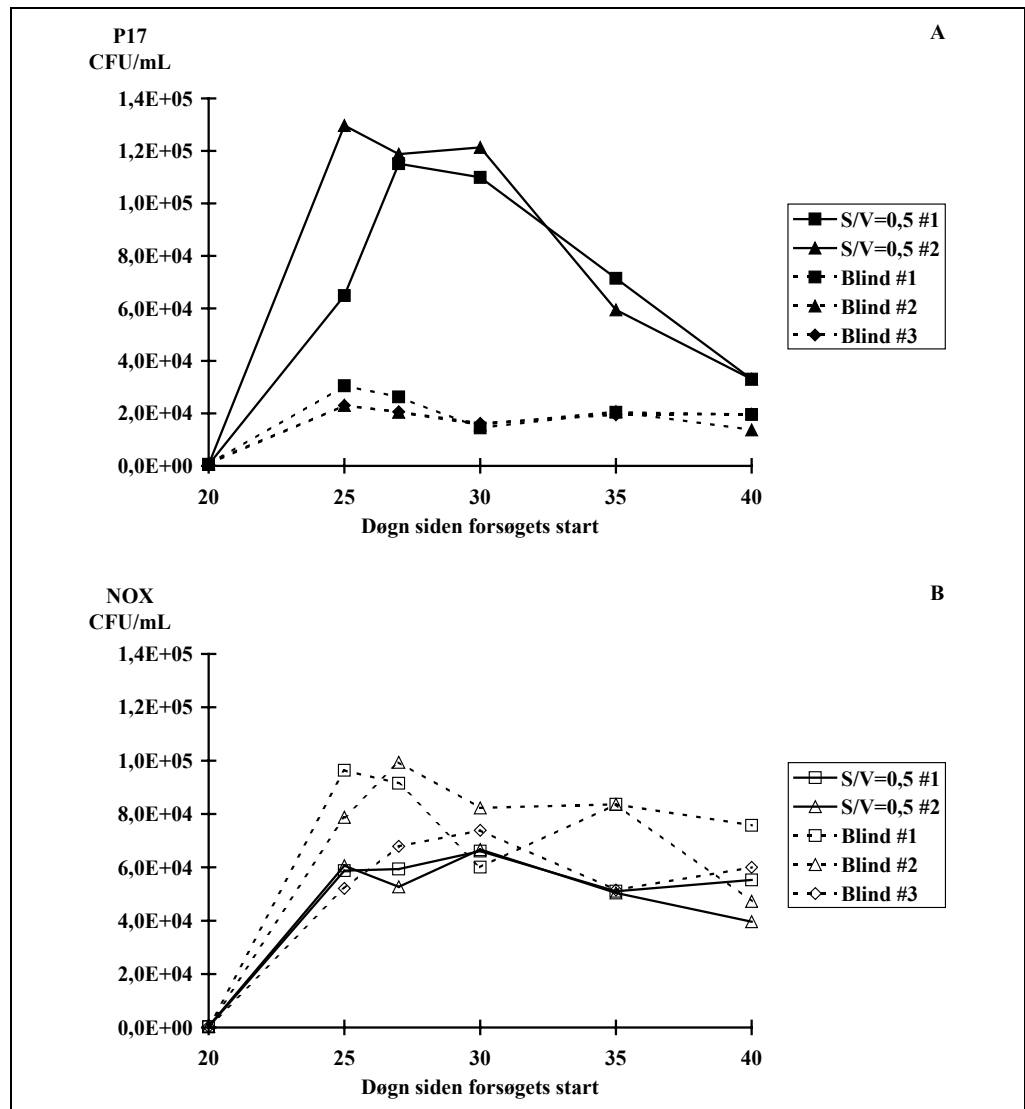 P17
CFU/mL
A
1,4E+05
1,2E+05
1,0E+05
8,0E+04
6,0E+04
4,0E+04
2,0E+04
0,0E+00
20 25 30 35 40
Døgn siden forsøgets start
S/V=0,5 #1
S/V=0,5 #2
Blind #1
Blind #2
Blind #3
NOX
CFU/mL
B
1,4E+05
1,2E+05
1,0E+05
8,0E+04
6,0E+04
4,0E+04
2,0E+04
0,0E+00
20 25 30 35 40
Døgn siden forsøgets start
S/V=0,5 #1
S/V=0,5 #2
Blind #1
Blind #2
Blind #3